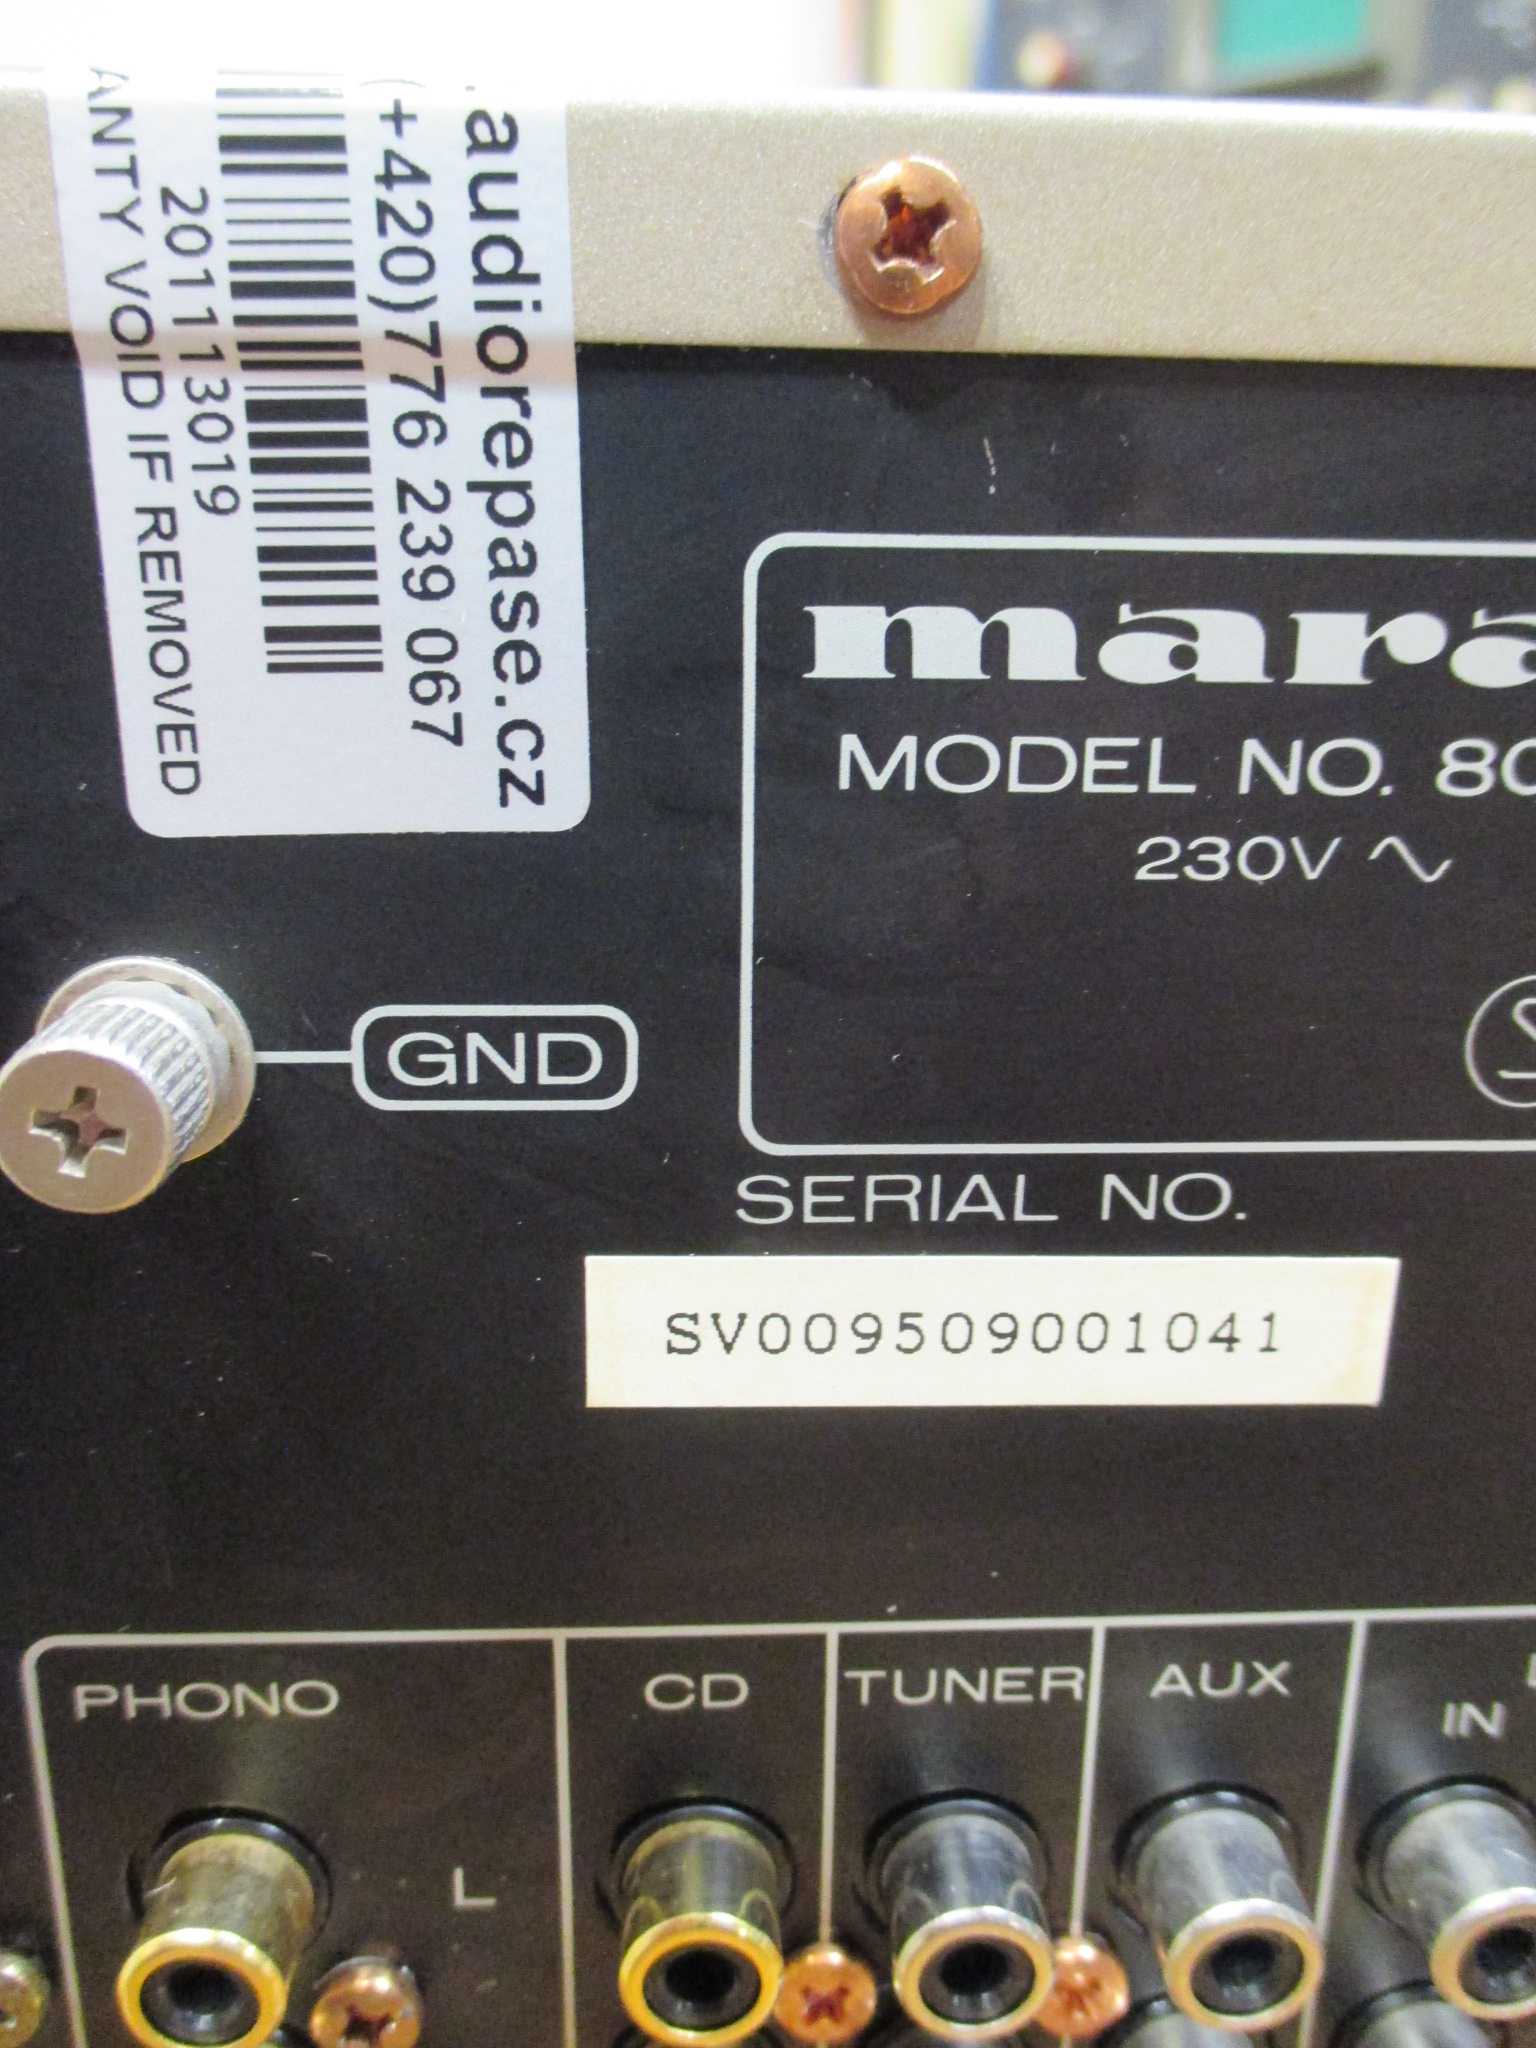 .audiorepase.cz
(+420)776 239 067
201113019
ANTY VOID IF REMOVED
mara
MODEL NO. 80
230V ∿
GND
SERIAL NO.
SV009509001041
PHONO
CD
TUNER
AUX
IN
L